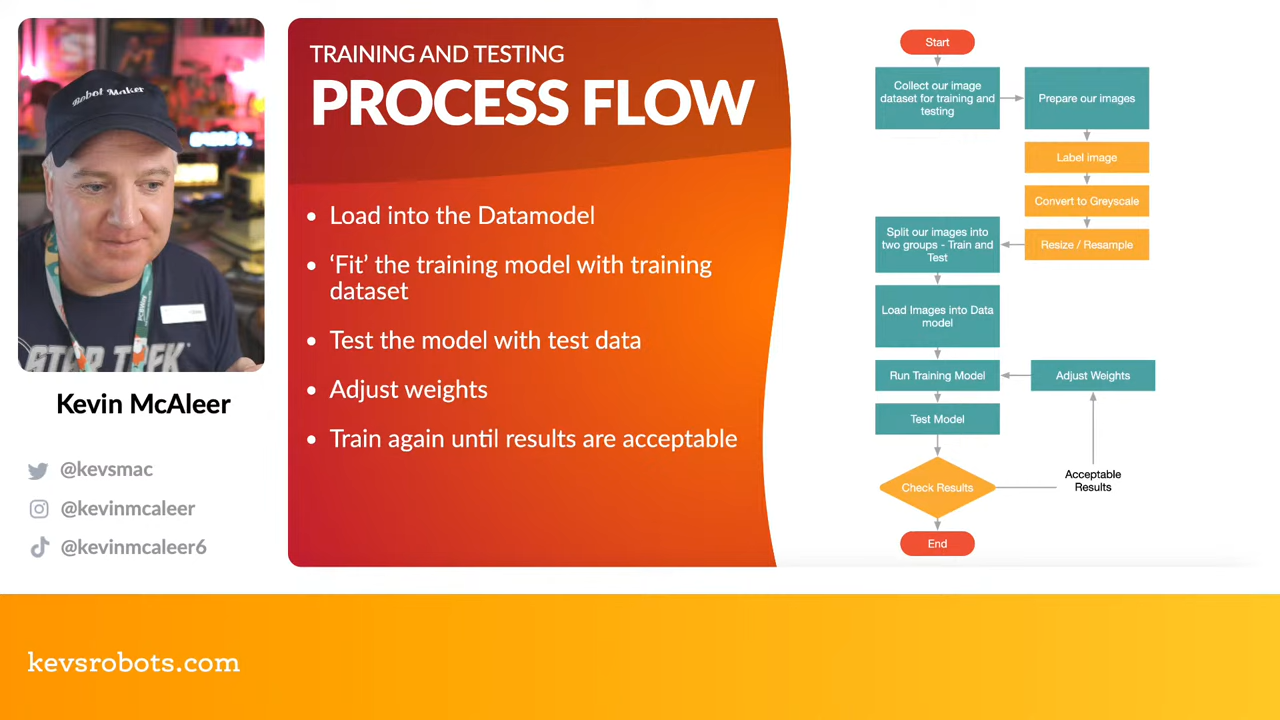 Robot Maker
STAR TREK
Kevin McAleer
@kevsmac
@kevinmcaleer
@kevinmcaleer6
TRAINING AND TESTING
PROCESS FLOW
• Load into the Datamodel
• ‘Fit’ the training model with training
dataset
• Test the model with test data
• Adjust weights
• Train again until results are acceptable
Start
Collect our image
dataset for training and
testing
Prepare our images
Label image
Convert to Greyscale
Resize / Resample
Split our images into
two groups - Train and
Test
Load Images into Data
model
Run Training Model
Adjust Weights
Test Model
Check Results
Acceptable
Results
End
kevsrobots.com